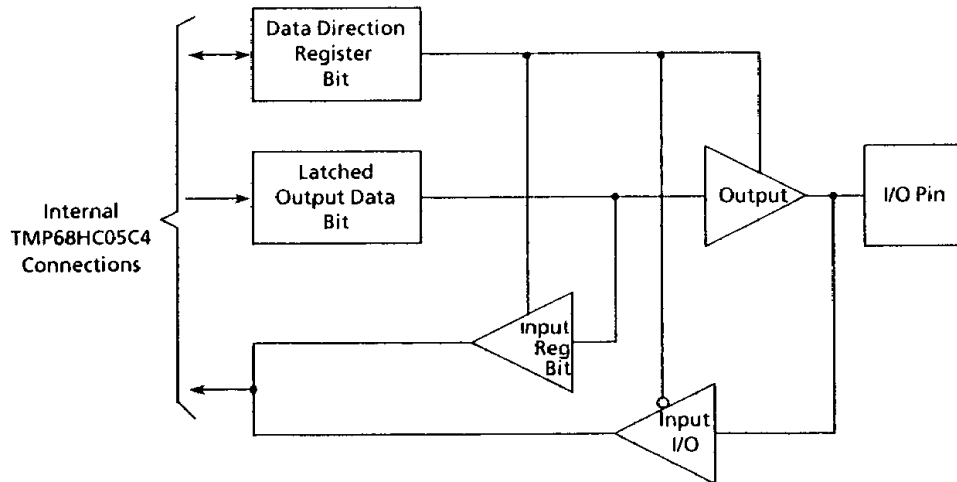 Data Direction
Register
Bit
Latched
Output Data
Bit
Output
I/O Pin
Internal
TMP68HC05C4
Connections
Input
Reg
Bit
Input
I/O